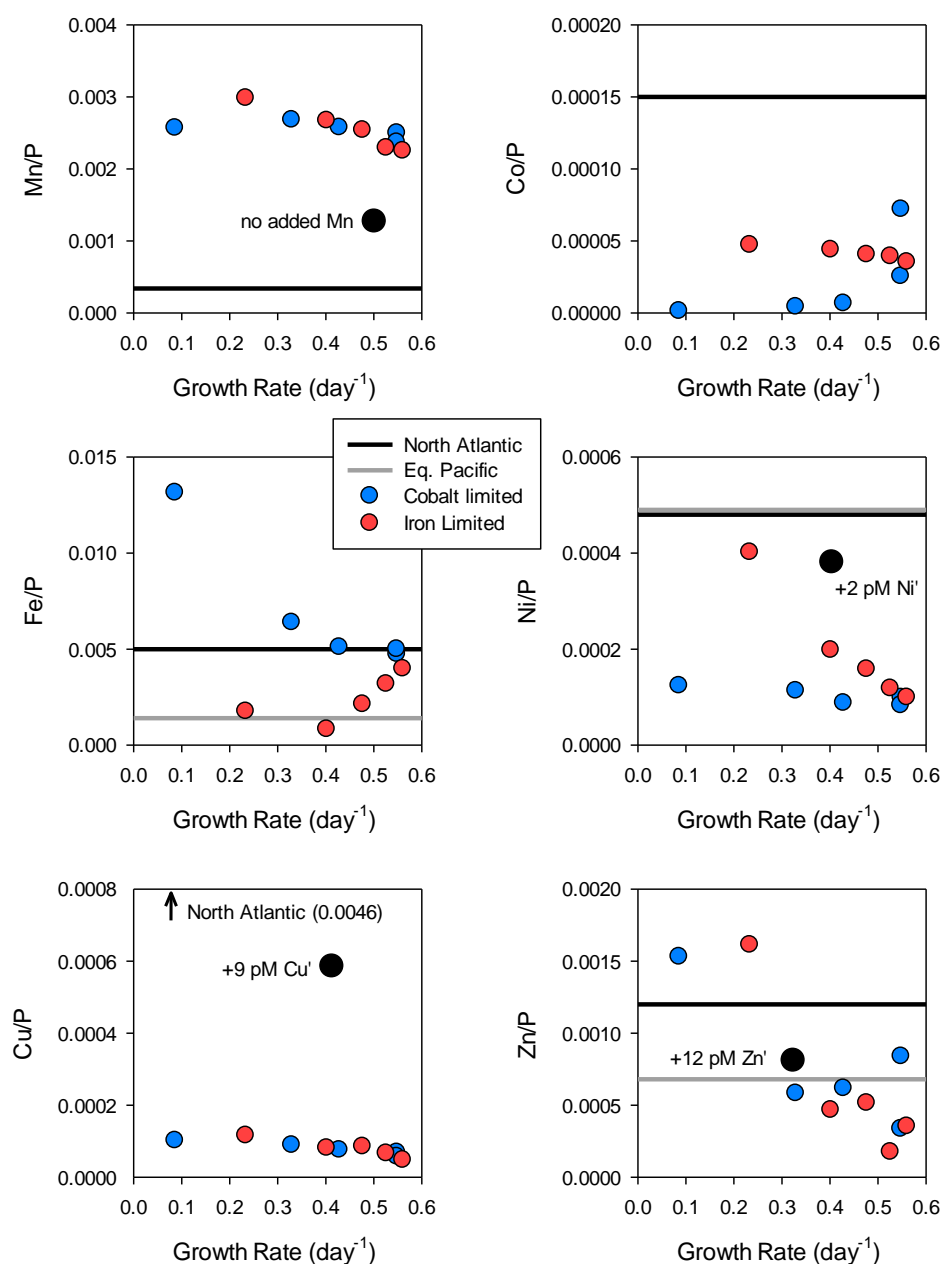 0.004
0.003
0.002
0.001
0.000
Mn/P
no added Mn
0.0 0.1 0.2 0.3 0.4 0.5 0.6
Growth Rate (day-1)
0.00020
0.00015
0.00010
0.00005
0.00000
Co/P
0.0 0.1 0.2 0.3 0.4 0.5 0.6
Growth Rate (day-1)
North Atlantic
Eq. Pacific
Cobalt limited
Iron Limited
0.015
0.010
0.005
0.000
Fe/P
0.0 0.1 0.2 0.3 0.4 0.5 0.6
Growth Rate (day-1)
0.0006
0.0004
0.0002
0.0000
Ni/P
+2 pM Ni'
0.0 0.1 0.2 0.3 0.4 0.5 0.6
Growth Rate (day-1)
0.0008
0.0006
0.0004
0.0002
0.0000
Cu/P
North Atlantic (0.0046)
+9 pM Cu'
0.0 0.1 0.2 0.3 0.4 0.5 0.6
Growth Rate (day-1)
0.0020
0.0015
0.0010
0.0005
0.0000
Zn/P
+12 pM Zn'
0.0 0.1 0.2 0.3 0.4 0.5 0.6
Growth Rate (day-1)